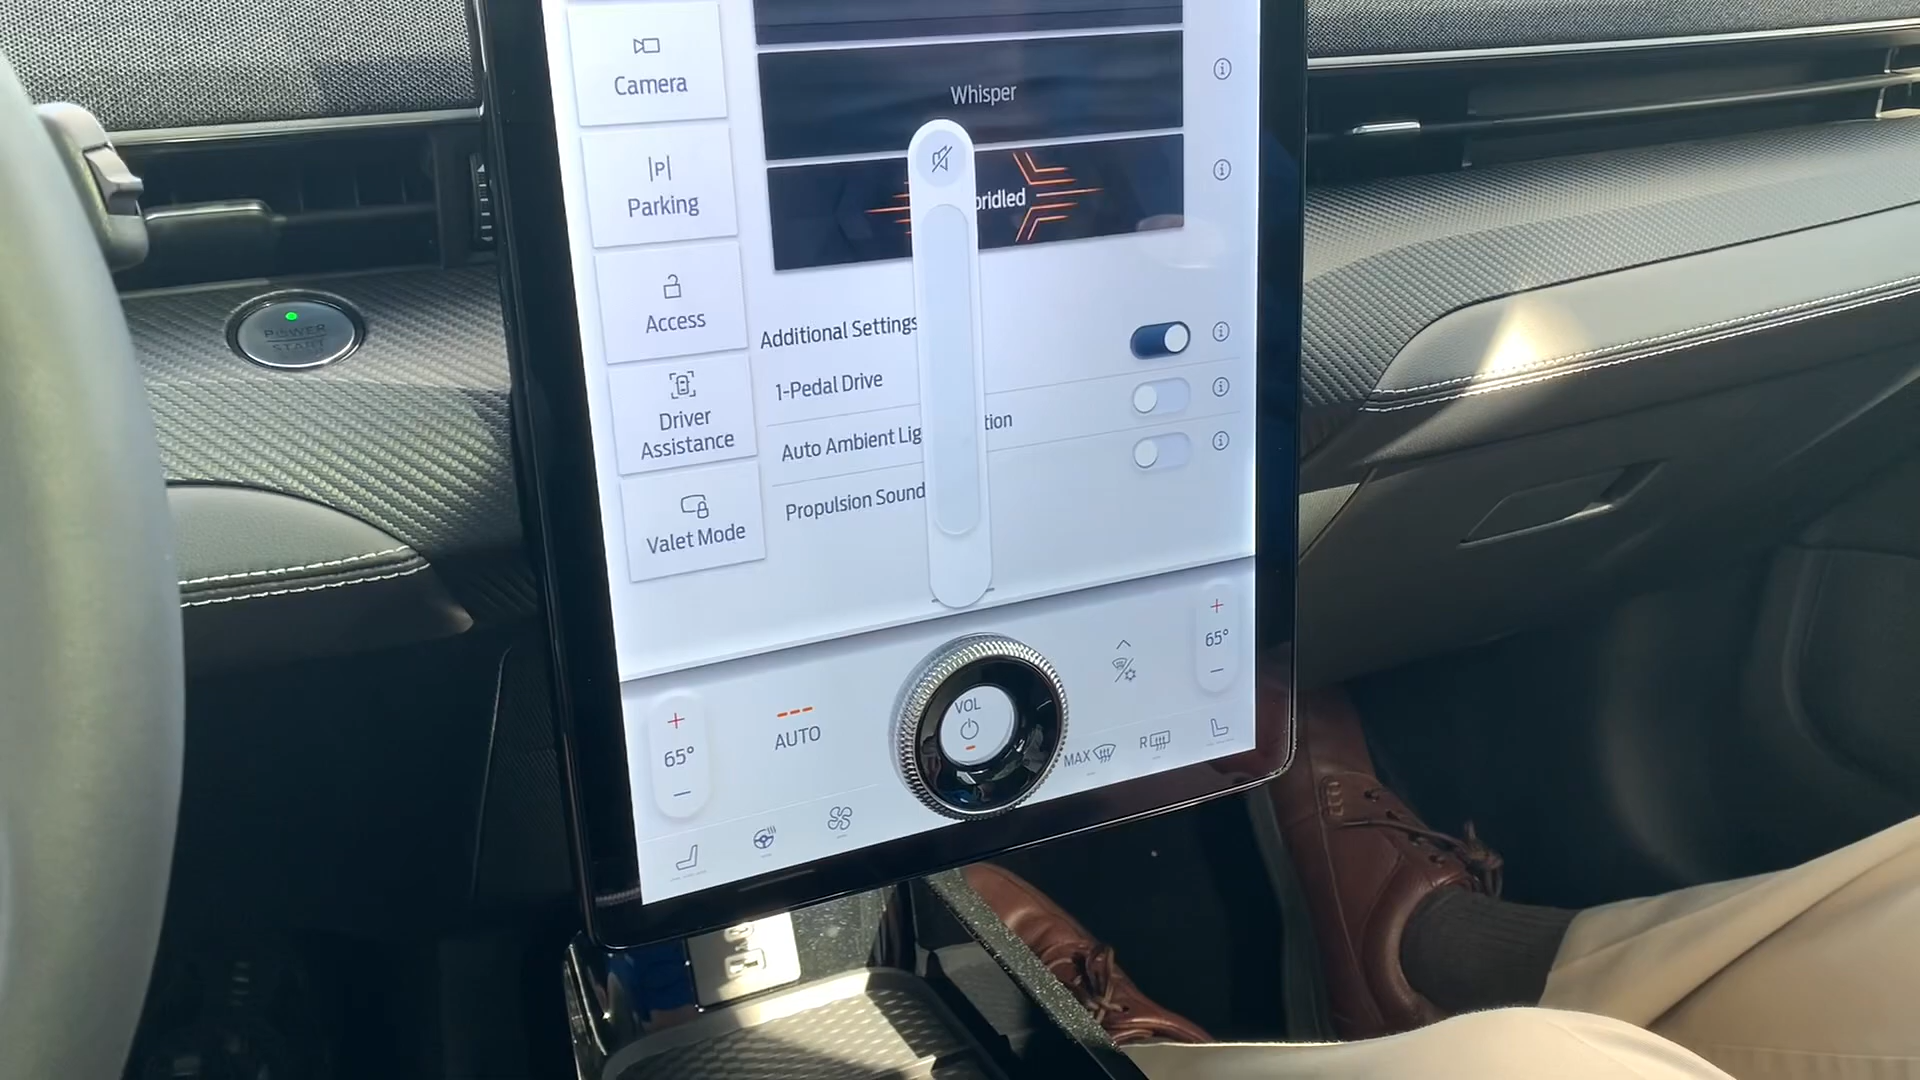 Camera
Whisper
Parking
bridled
Access
Additional Settings
1-Pedal Drive
Driver
Assistance
Auto Ambient Lig tion
Propulsion Sound
Valet Mode
POWER
START
+
65°
−
+
65°
−
AUTO
VOL
MAX
R